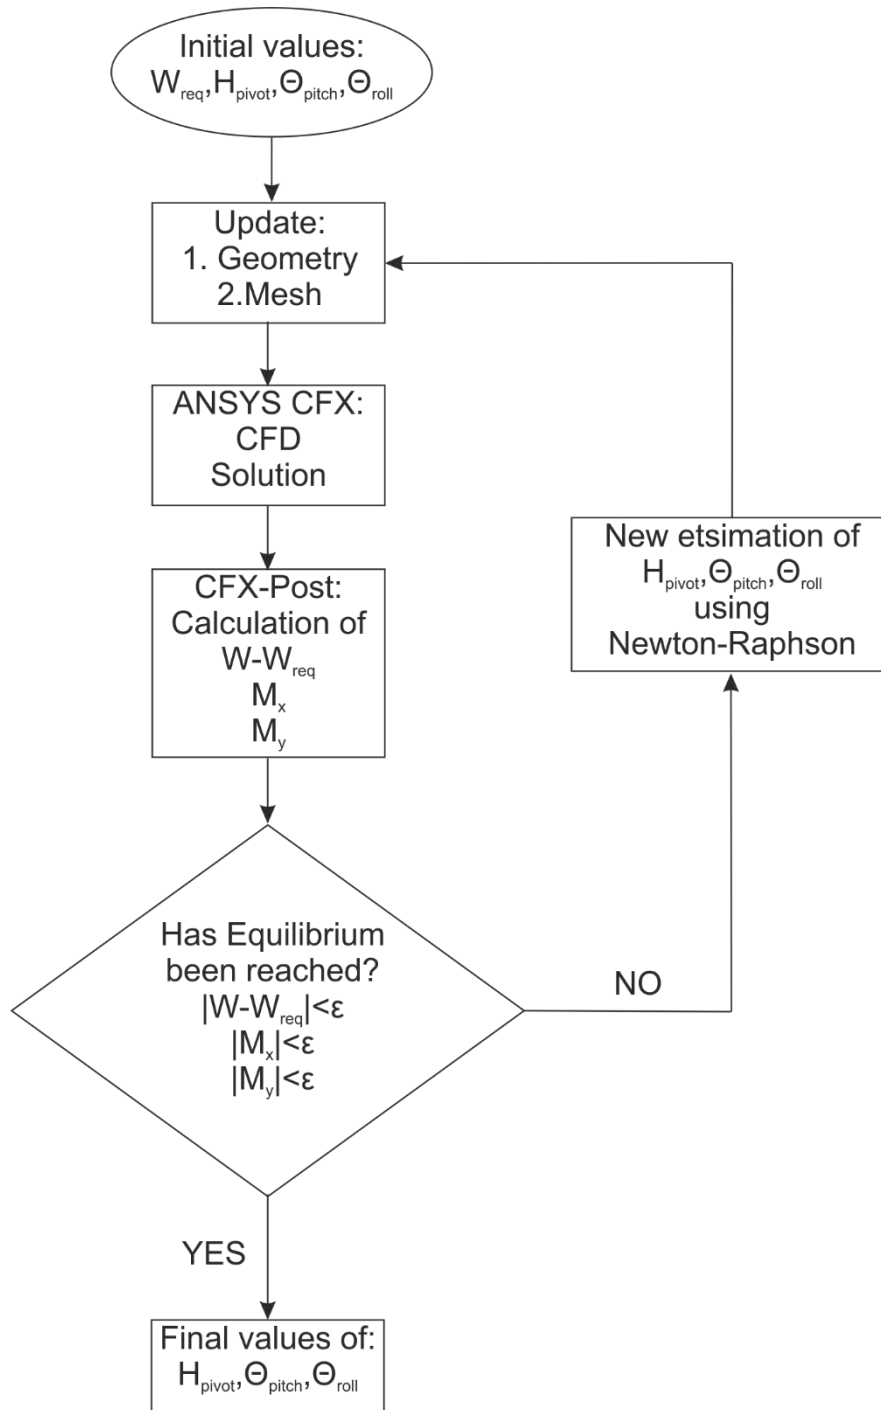 Initial values:
W_req,H_pivot,Θ_pitch,Θ_roll
Update:
1. Geometry
2.Mesh
ANSYS CFX:
CFD
Solution
CFX-Post:
Calculation of
W-W_req
M_x
M_y
New etsimation of
H_pivot,Θ_pitch,Θ_roll
using
Newton-Raphson
Has Equilibrium
been reached?
|W-W_req|<ε
|M_x|<ε
|M_y|<ε
NO
YES
Final values of:
H_pivot,Θ_pitch,Θ_roll